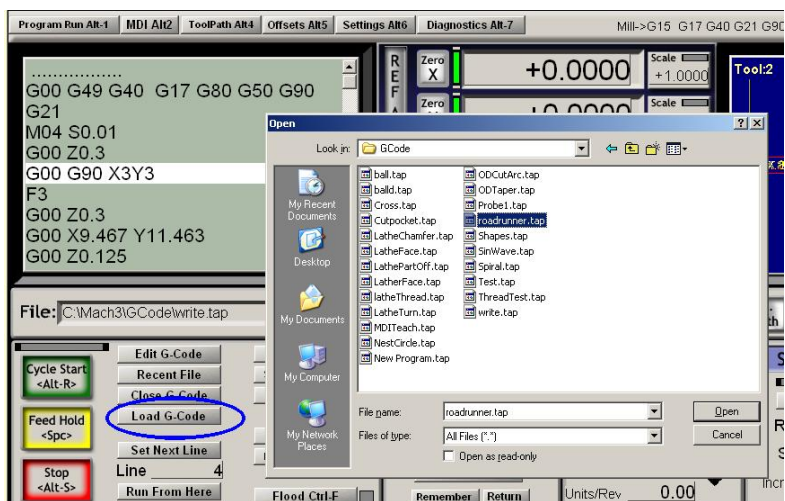 Program Run Alt-1 MDI Alt2 ToolPath Alt4 Offsets Alt5 Settings Alt6 Diagnostics Alt-7 Mill->G15 G17 G40 G21 G90
.................
G00 G49 G40 G17 G80 G50 G90
G21
M04 S0.01
G00 Z0.3
G00 G90 X3Y3
F3
G00 Z0.3
G00 X9.467 Y11.463
G00 Z0.125
R
E
F
Zero
X
+0.0000
Scale
+1.0000
Tool:2
Zero
Scale
Open
Look in: GCode
My Recent
Documents
Desktop
My Documents
My Computer
My Network
Places
ball.tap
balld.tap
Cross.tap
Cutpocket.tap
LatheChamfer.tap
LatheFace.tap
LathePartOff.tap
LatherFace.tap
latheThread.tap
LatheTurn.tap
MDITeach.tap
NestCircle.tap
New Program.tap
ODCutArc.tap
ODTaper.tap
Probe1.tap
roadrunner.tap
Shapes.tap
SinWave.tap
Spiral.tap
Test.tap
ThreadTest.tap
write.tap
File name: roadrunner.tap Open
Files of type: All Files (*.*) Cancel
Open as read-only
File: C:\Mach3\GCode\write.tap
Cycle Start
<Alt-R>
Feed Hold
<Spc>
Stop
<Alt-S>
Edit G-Code
Recent File
Close G-Code
Load G-Code
Set Next Line
Line 4
Run From Here
Flood Ctrl-F
Remember Return
Units/Rev 0.00